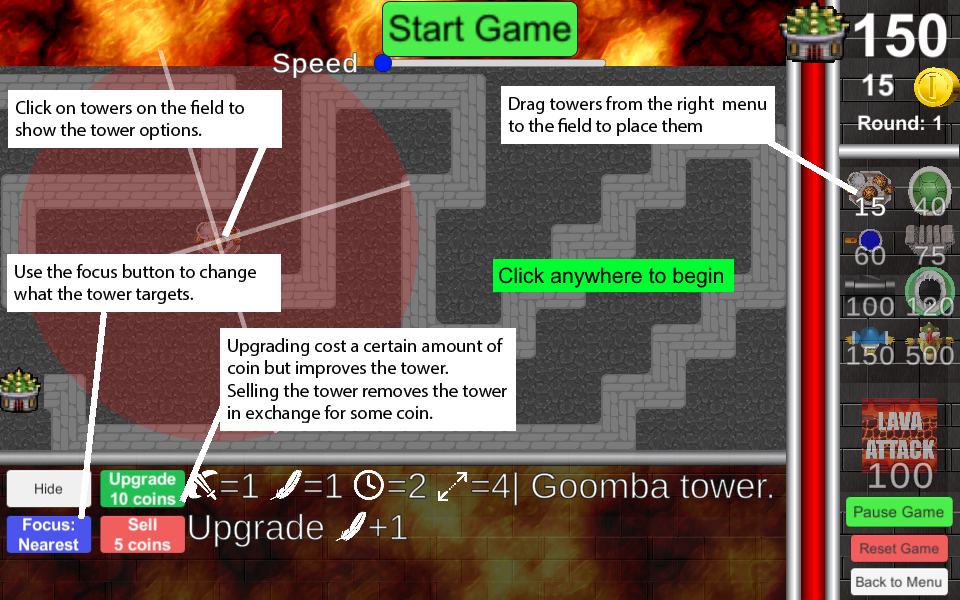 Start Game
150
Speed
15
Round: 1
Click on towers on the field to
show the tower options.
Drag towers from the right menu
to the field to place them
15
40
60
75
100
120
150
500
Use the focus button to change
what the tower targets.
Click anywhere to begin
Upgrading cost a certain amount of
coin but improves the tower.
Selling the tower removes the tower
in exchange for some coin.
LAVA
ATTACK
100
Hide
Upgrade
10 coins
=1 =1 =2 =4| Goomba tower.
Focus:
Nearest
Sell
5 coins
Upgrade +1
Pause Game
Reset Game
Back to Menu